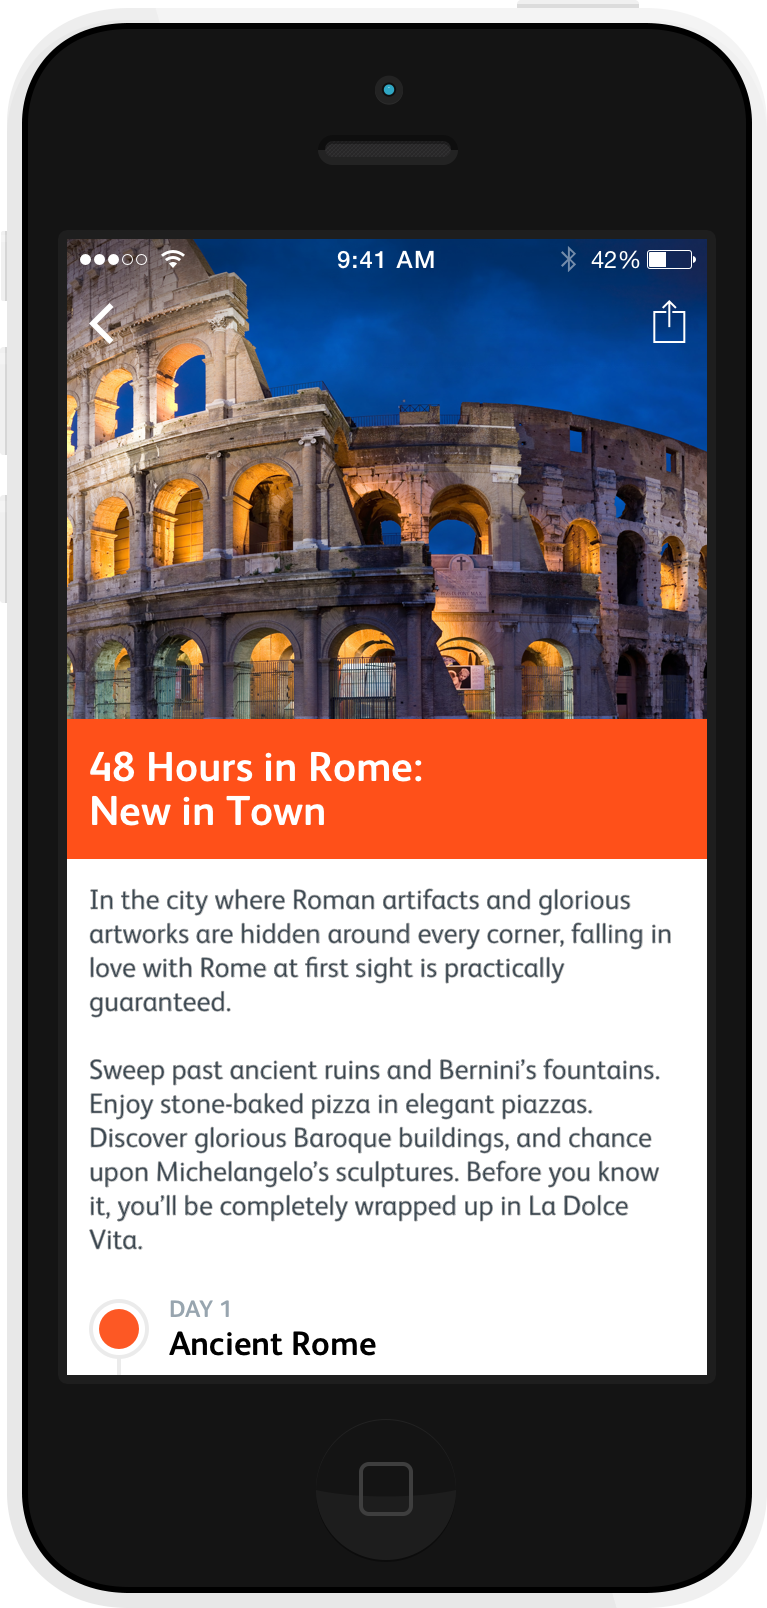 9:41 AM
42%
48 Hours in Rome:
New in Town
In the city where Roman artifacts and glorious
artworks are hidden around every corner, falling in
love with Rome at first sight is practically
guaranteed.
Sweep past ancient ruins and Bernini’s fountains.
Enjoy stone-baked pizza in elegant piazzas.
Discover glorious Baroque buildings, and chance
upon Michelangelo’s sculptures. Before you know
it, you’ll be completely wrapped up in La Dolce
Vita.
DAY 1
Ancient Rome